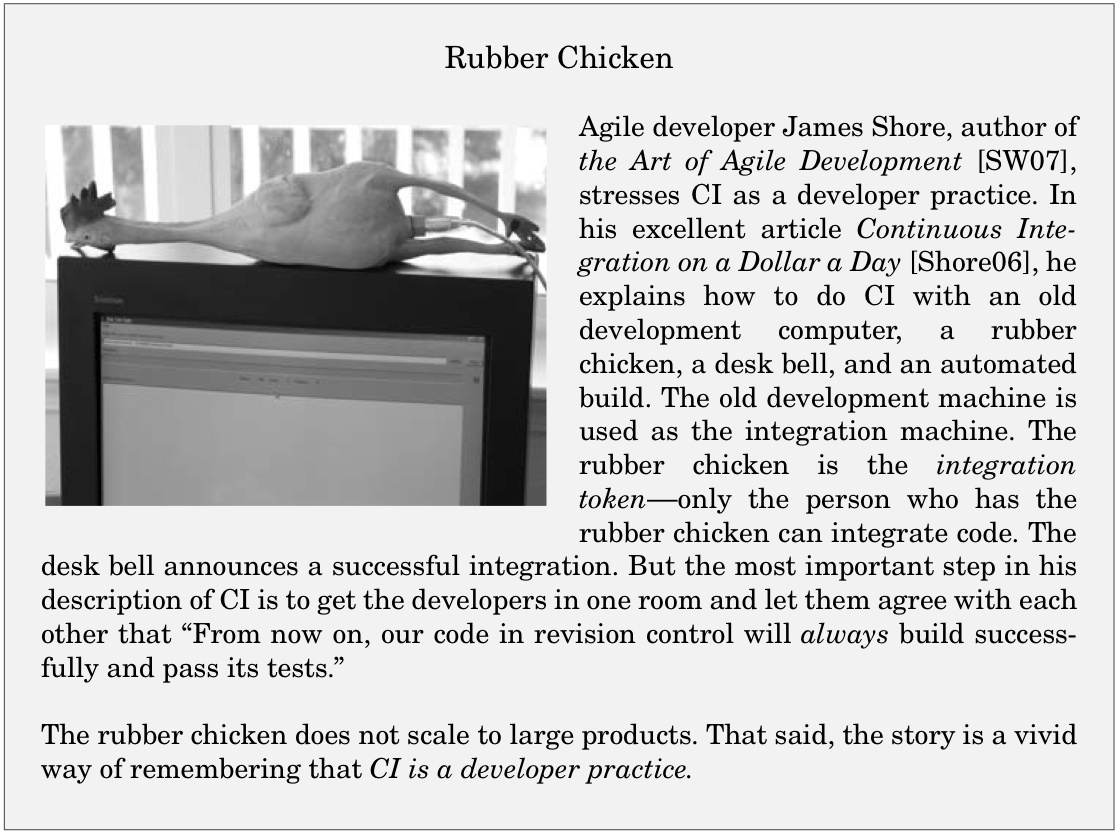 Rubber Chicken
Agile developer James Shore, author of
the Art of Agile Development [SW07],
stresses CI as a developer practice. In
his excellent article Continuous Inte-
gration on a Dollar a Day [Shore06], he
explains how to do CI with an old
development computer, a rubber
chicken, a desk bell, and an automated
build. The old development machine is
used as the integration machine. The
rubber chicken is the integration
token—only the person who has the
rubber chicken can integrate code. The
desk bell announces a successful integration. But the most important step in his
description of CI is to get the developers in one room and let them agree with each
other that “From now on, our code in revision control will always build success-
fully and pass its tests.”
The rubber chicken does not scale to large products. That said, the story is a vivid
way of remembering that CI is a developer practice.